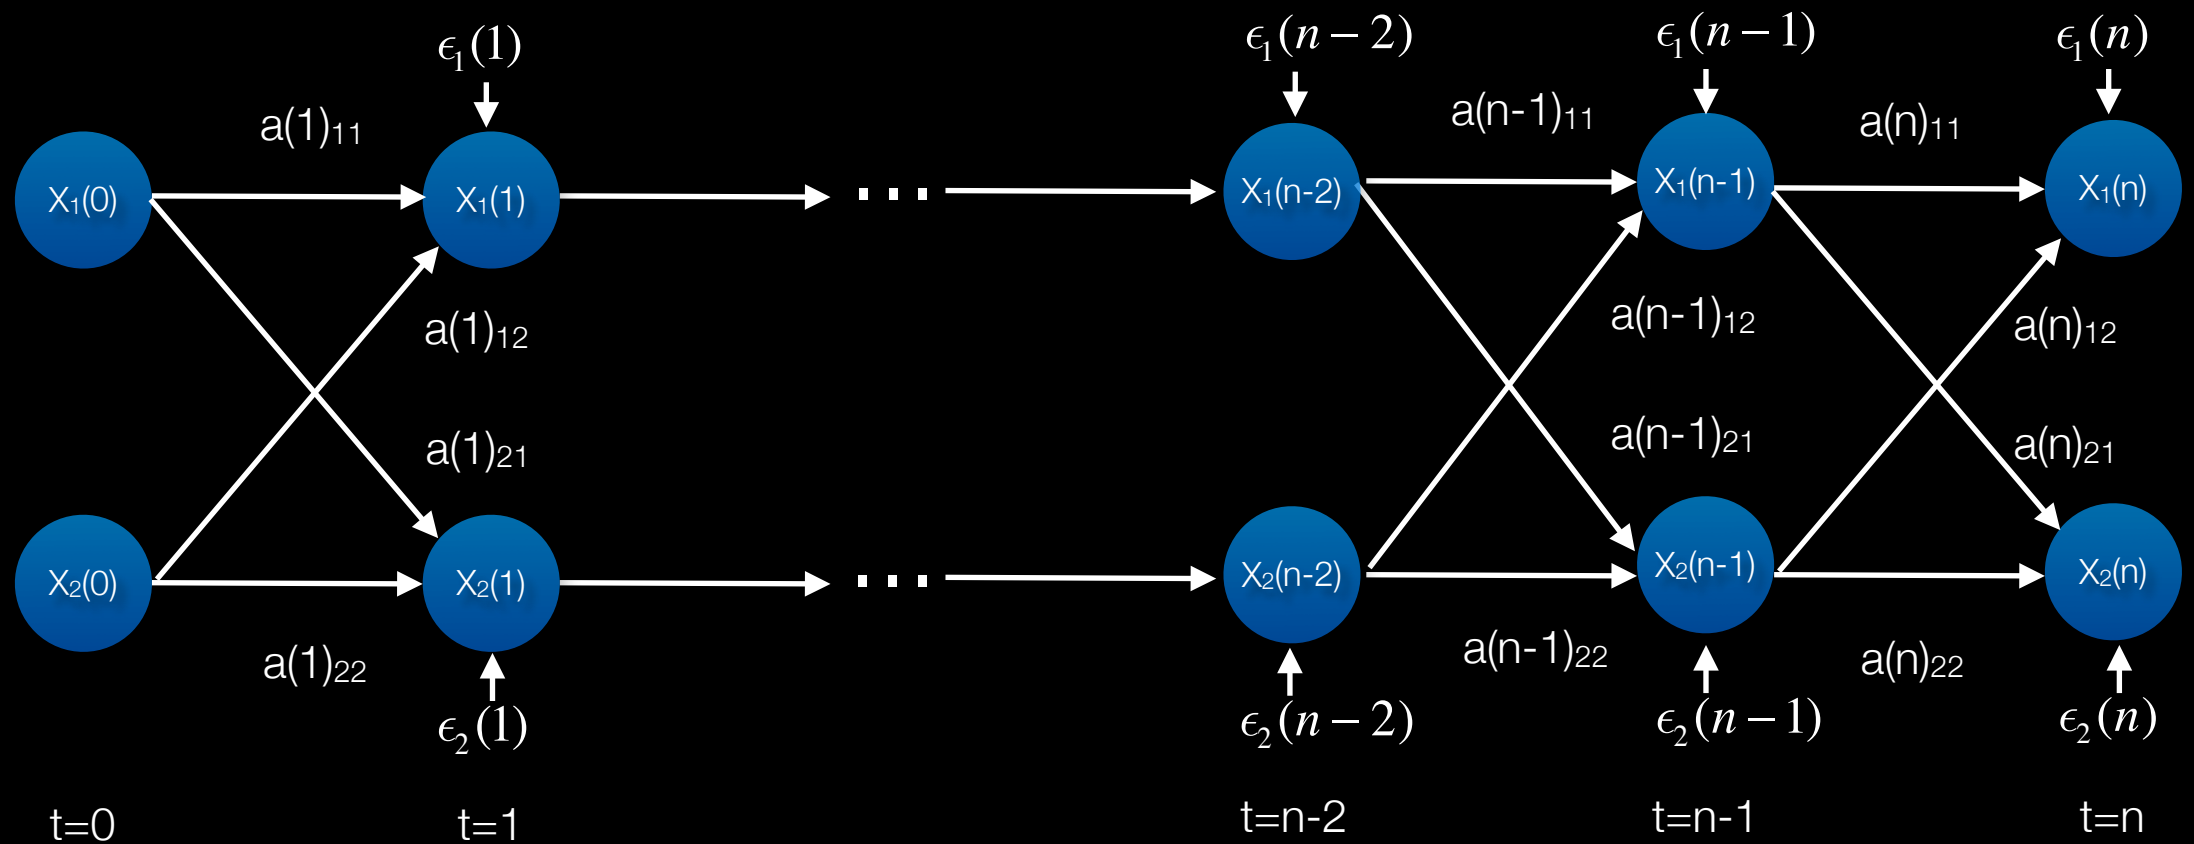 ϵ₁(1) ϵ₁(n − 2) ϵ₁(n − 1) ϵ₁(n)
a(1)₁₁ a(n-1)₁₁ a(n)₁₁
X₁(0) X₁(1) ... X₁(n-2) X₁(n-1) X₁(n)
a(1)₁₂ a(n-1)₁₂ a(n)₁₂
a(1)₂₁ a(n-1)₂₁ a(n)₂₁
X₂(0) X₂(1) ... X₂(n-2) X₂(n-1) X₂(n)
a(1)₂₂ a(n-1)₂₂ a(n)₂₂
ϵ₂(1) ϵ₂(n − 2) ϵ₂(n − 1) ϵ₂(n)
t=0 t=1 t=n-2 t=n-1 t=n